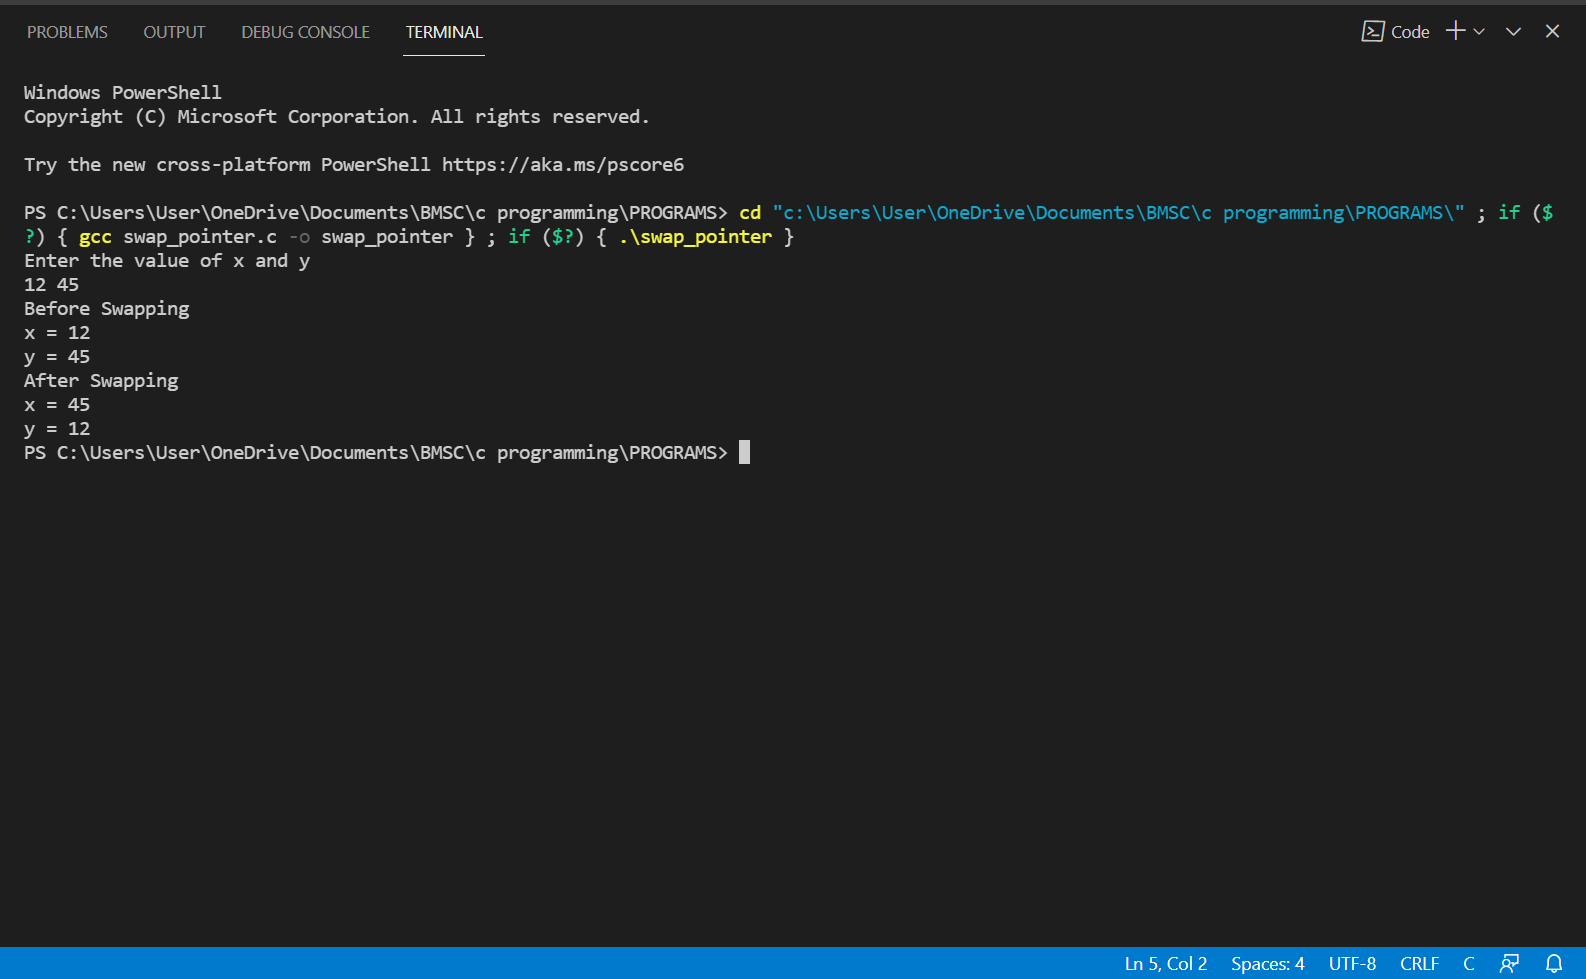 PROBLEMS OUTPUT DEBUG CONSOLE TERMINAL Code
Windows PowerShell
Copyright (C) Microsoft Corporation. All rights reserved.
Try the new cross-platform PowerShell https://aka.ms/pscore6
PS C:\Users\User\OneDrive\Documents\BMSC\c programming\PROGRAMS> cd "c:\Users\User\OneDrive\Documents\BMSC\c programming\PROGRAMS\" ; if ($
?) { gcc swap_pointer.c -o swap_pointer } ; if ($?) { .\swap_pointer }
Enter the value of x and y
12 45
Before Swapping
x = 12
y = 45
After Swapping
x = 45
y = 12
PS C:\Users\User\OneDrive\Documents\BMSC\c programming\PROGRAMS>
Ln 5, Col 2 Spaces: 4 UTF-8 CRLF C